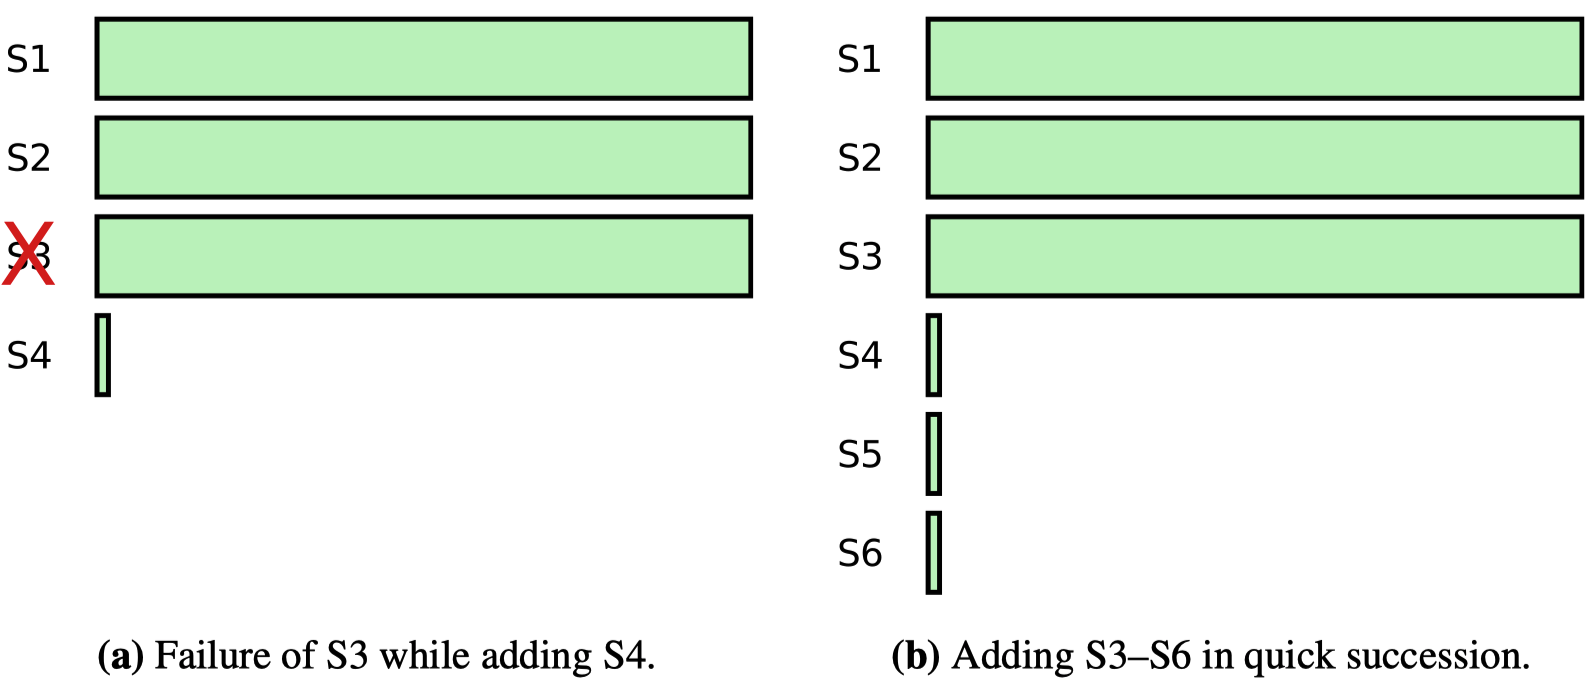 S1
S2
S3
X
S4
(a) Failure of S3 while adding S4.
S1
S2
S3
S4
S5
S6
(b) Adding S3–S6 in quick succession.